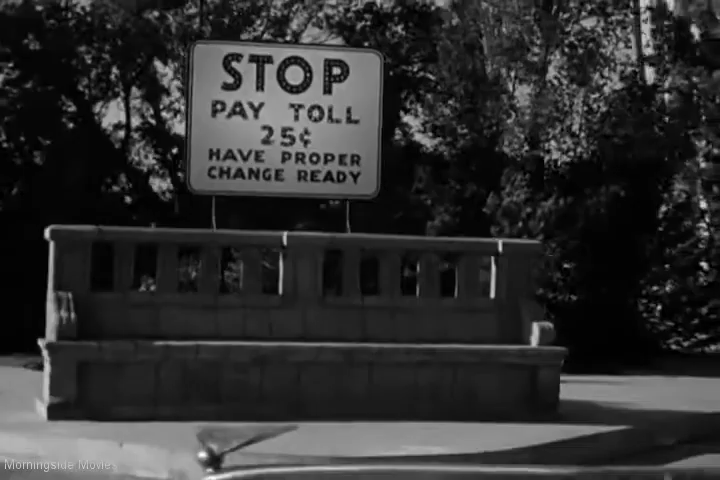 STOP
PAY TOLL
25¢
HAVE PROPER
CHANGE READY
Morningside Movies